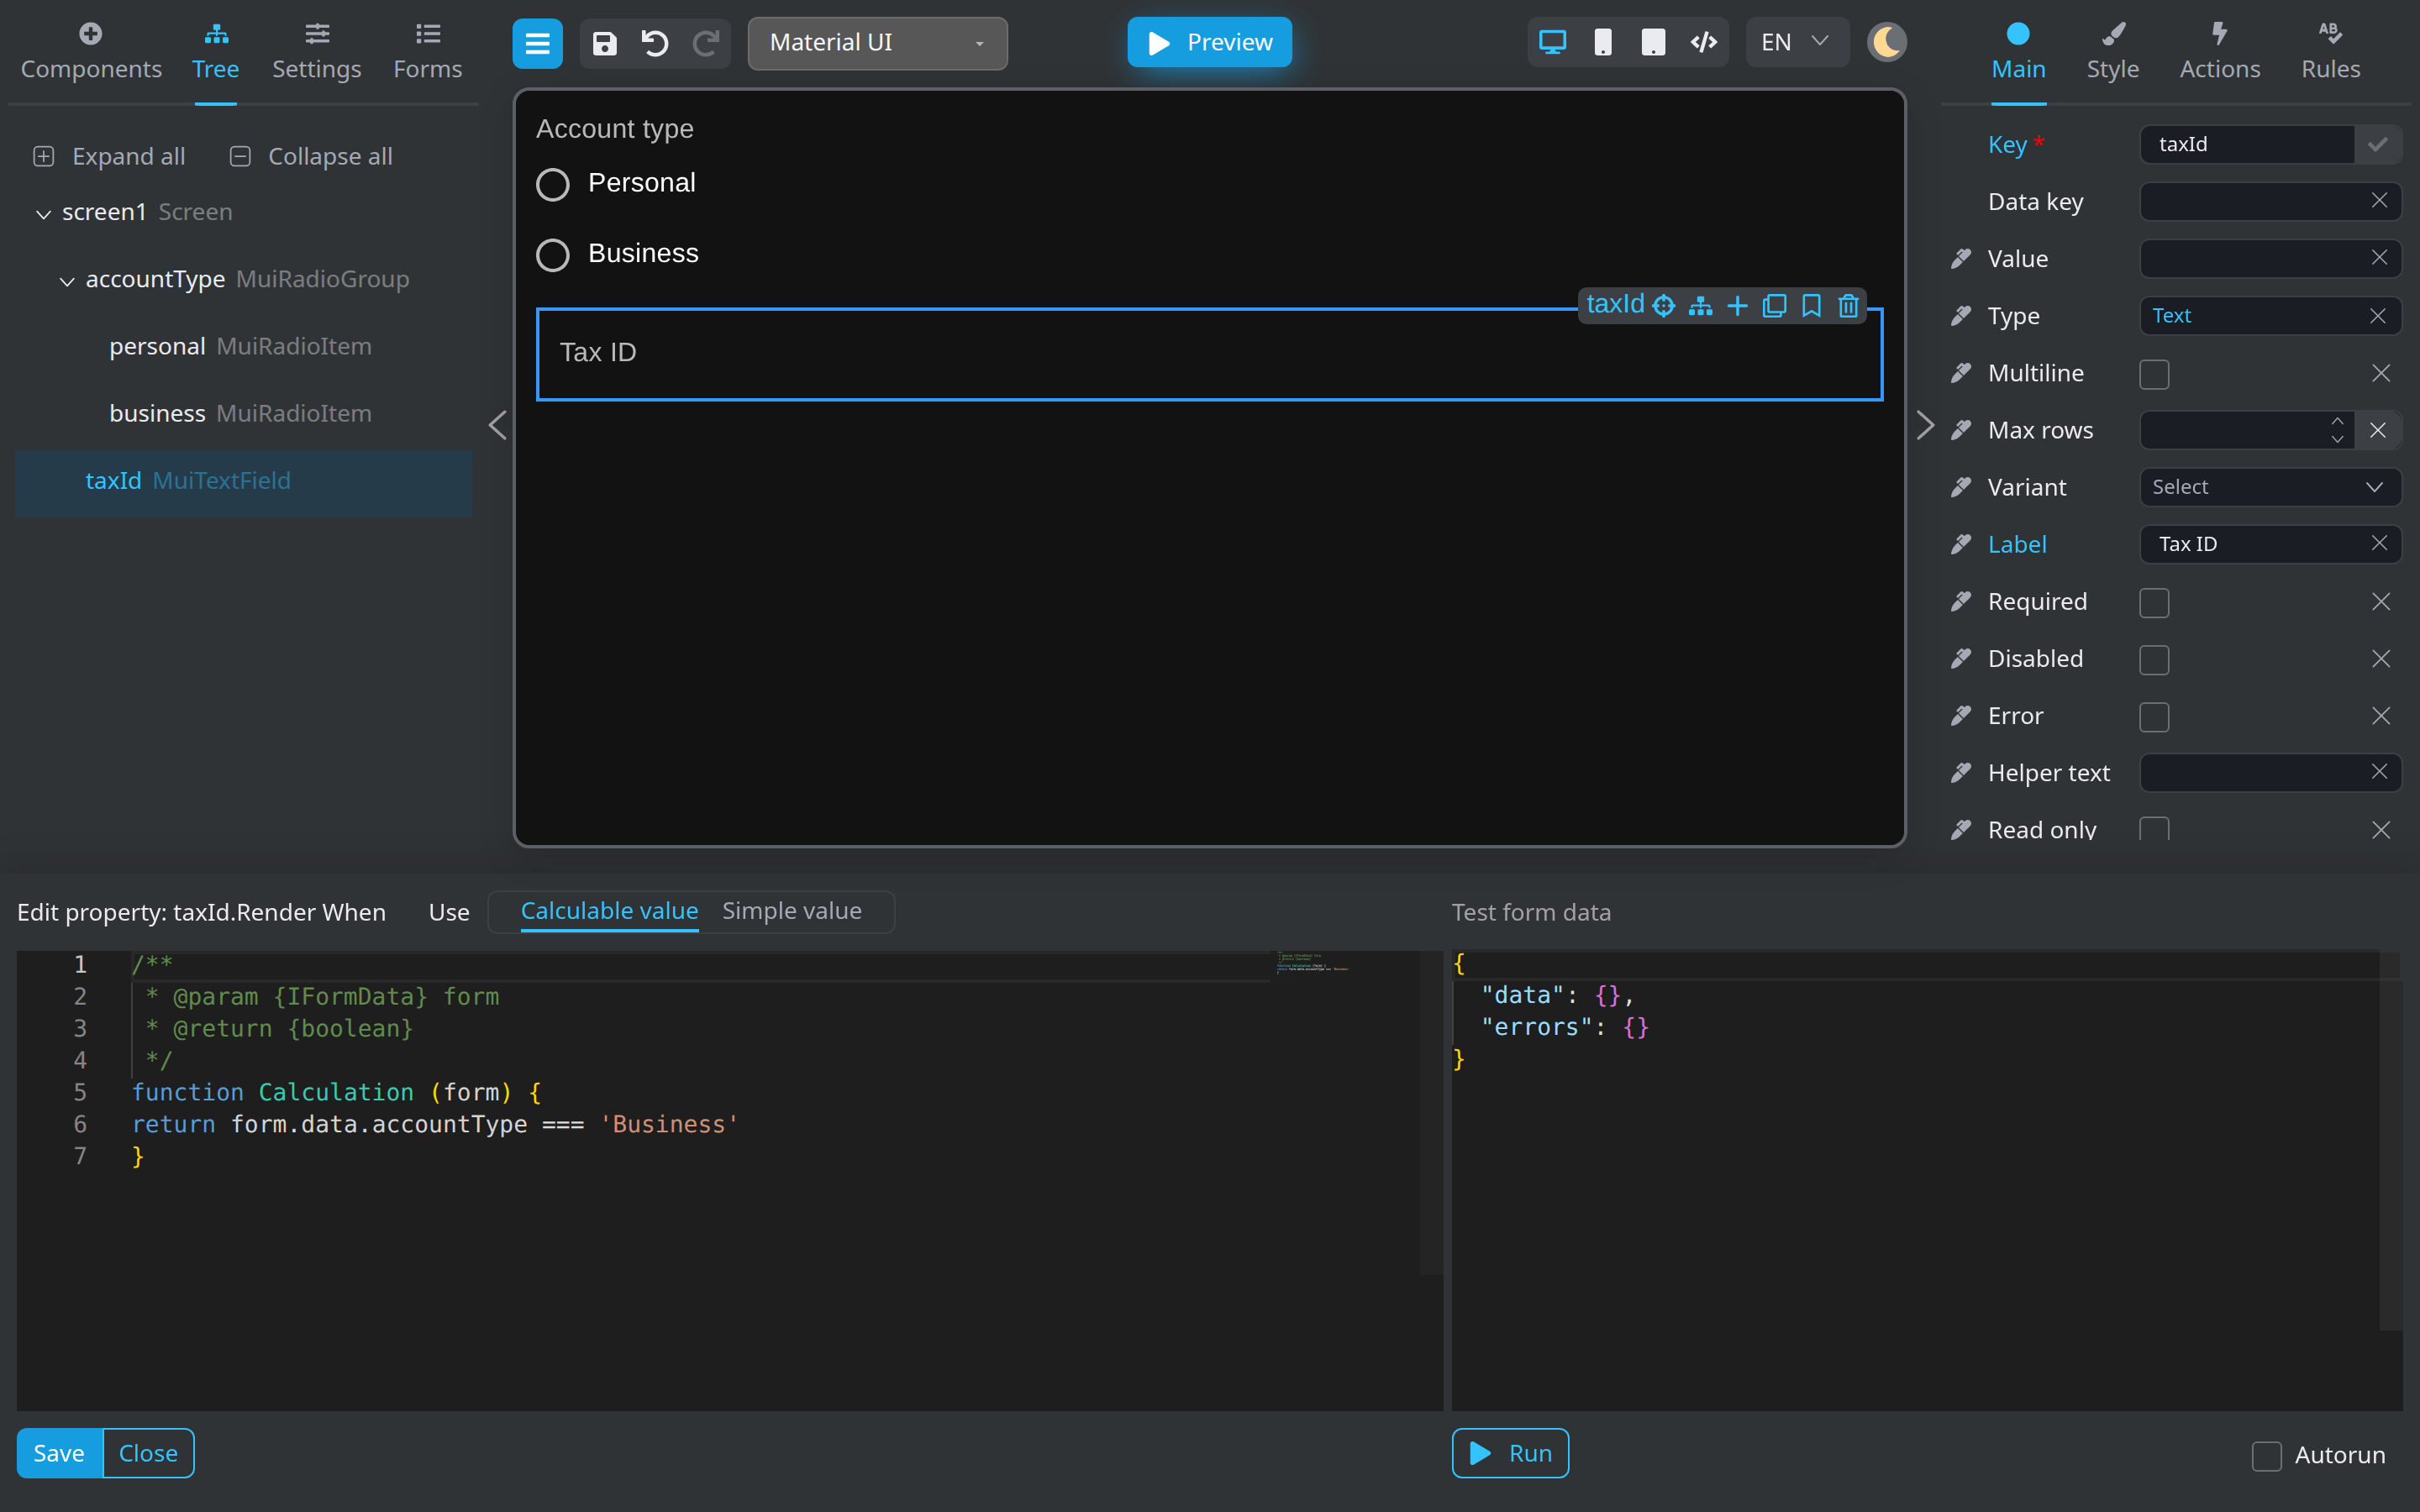 Components Tree Settings Forms
Material UI
Preview
EN
Main Style Actions Rules
Expand all Collapse all
screen1 Screen
accountType MuiRadioGroup
personal MuiRadioItem
business MuiRadioItem
taxId MuiTextField
Account type
Personal
Business
taxId
Tax ID
Key * taxId
Data key
Value
Type Text
Multiline
Max rows
Variant Select
Label Tax ID
Required
Disabled
Error
Helper text
Read only
Edit property: taxId.Render When Use Calculable value Simple value
1 /**
2 * @param {IFormData} form
3 * @return {boolean}
4 */
5 function Calculation (form) {
6 return form.data.accountType === 'Business'
7 }
Save Close
Test form data
{
"data": {},
"errors": {}
}
Run
Autorun